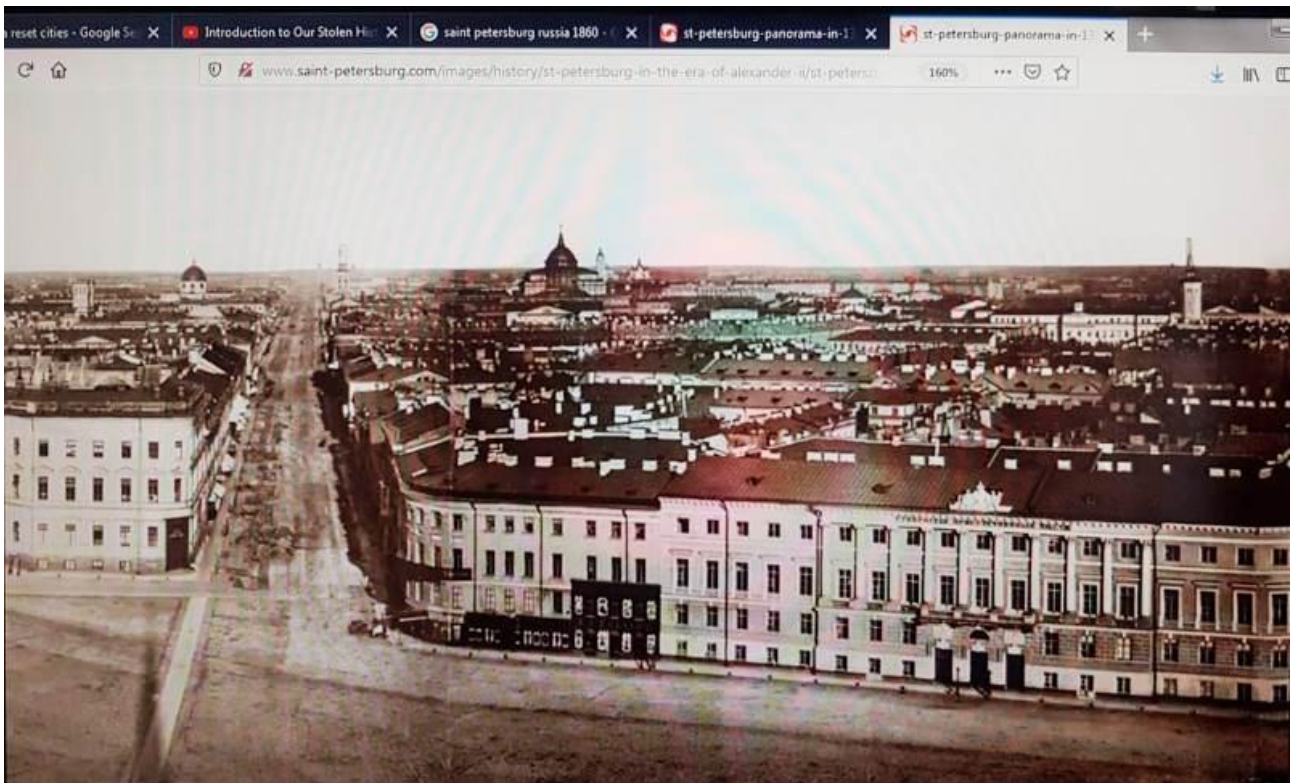 n reset cities - Google Se
Introduction to Our Stolen His
saint petersburg russia 1860 -
st-petersburg-panorama-in-1
st-petersburg-panorama-in-1
www.saint-petersburg.com/images/history/st-petersburg-in-the-era-of-alexander-ii/st-petersb
160%